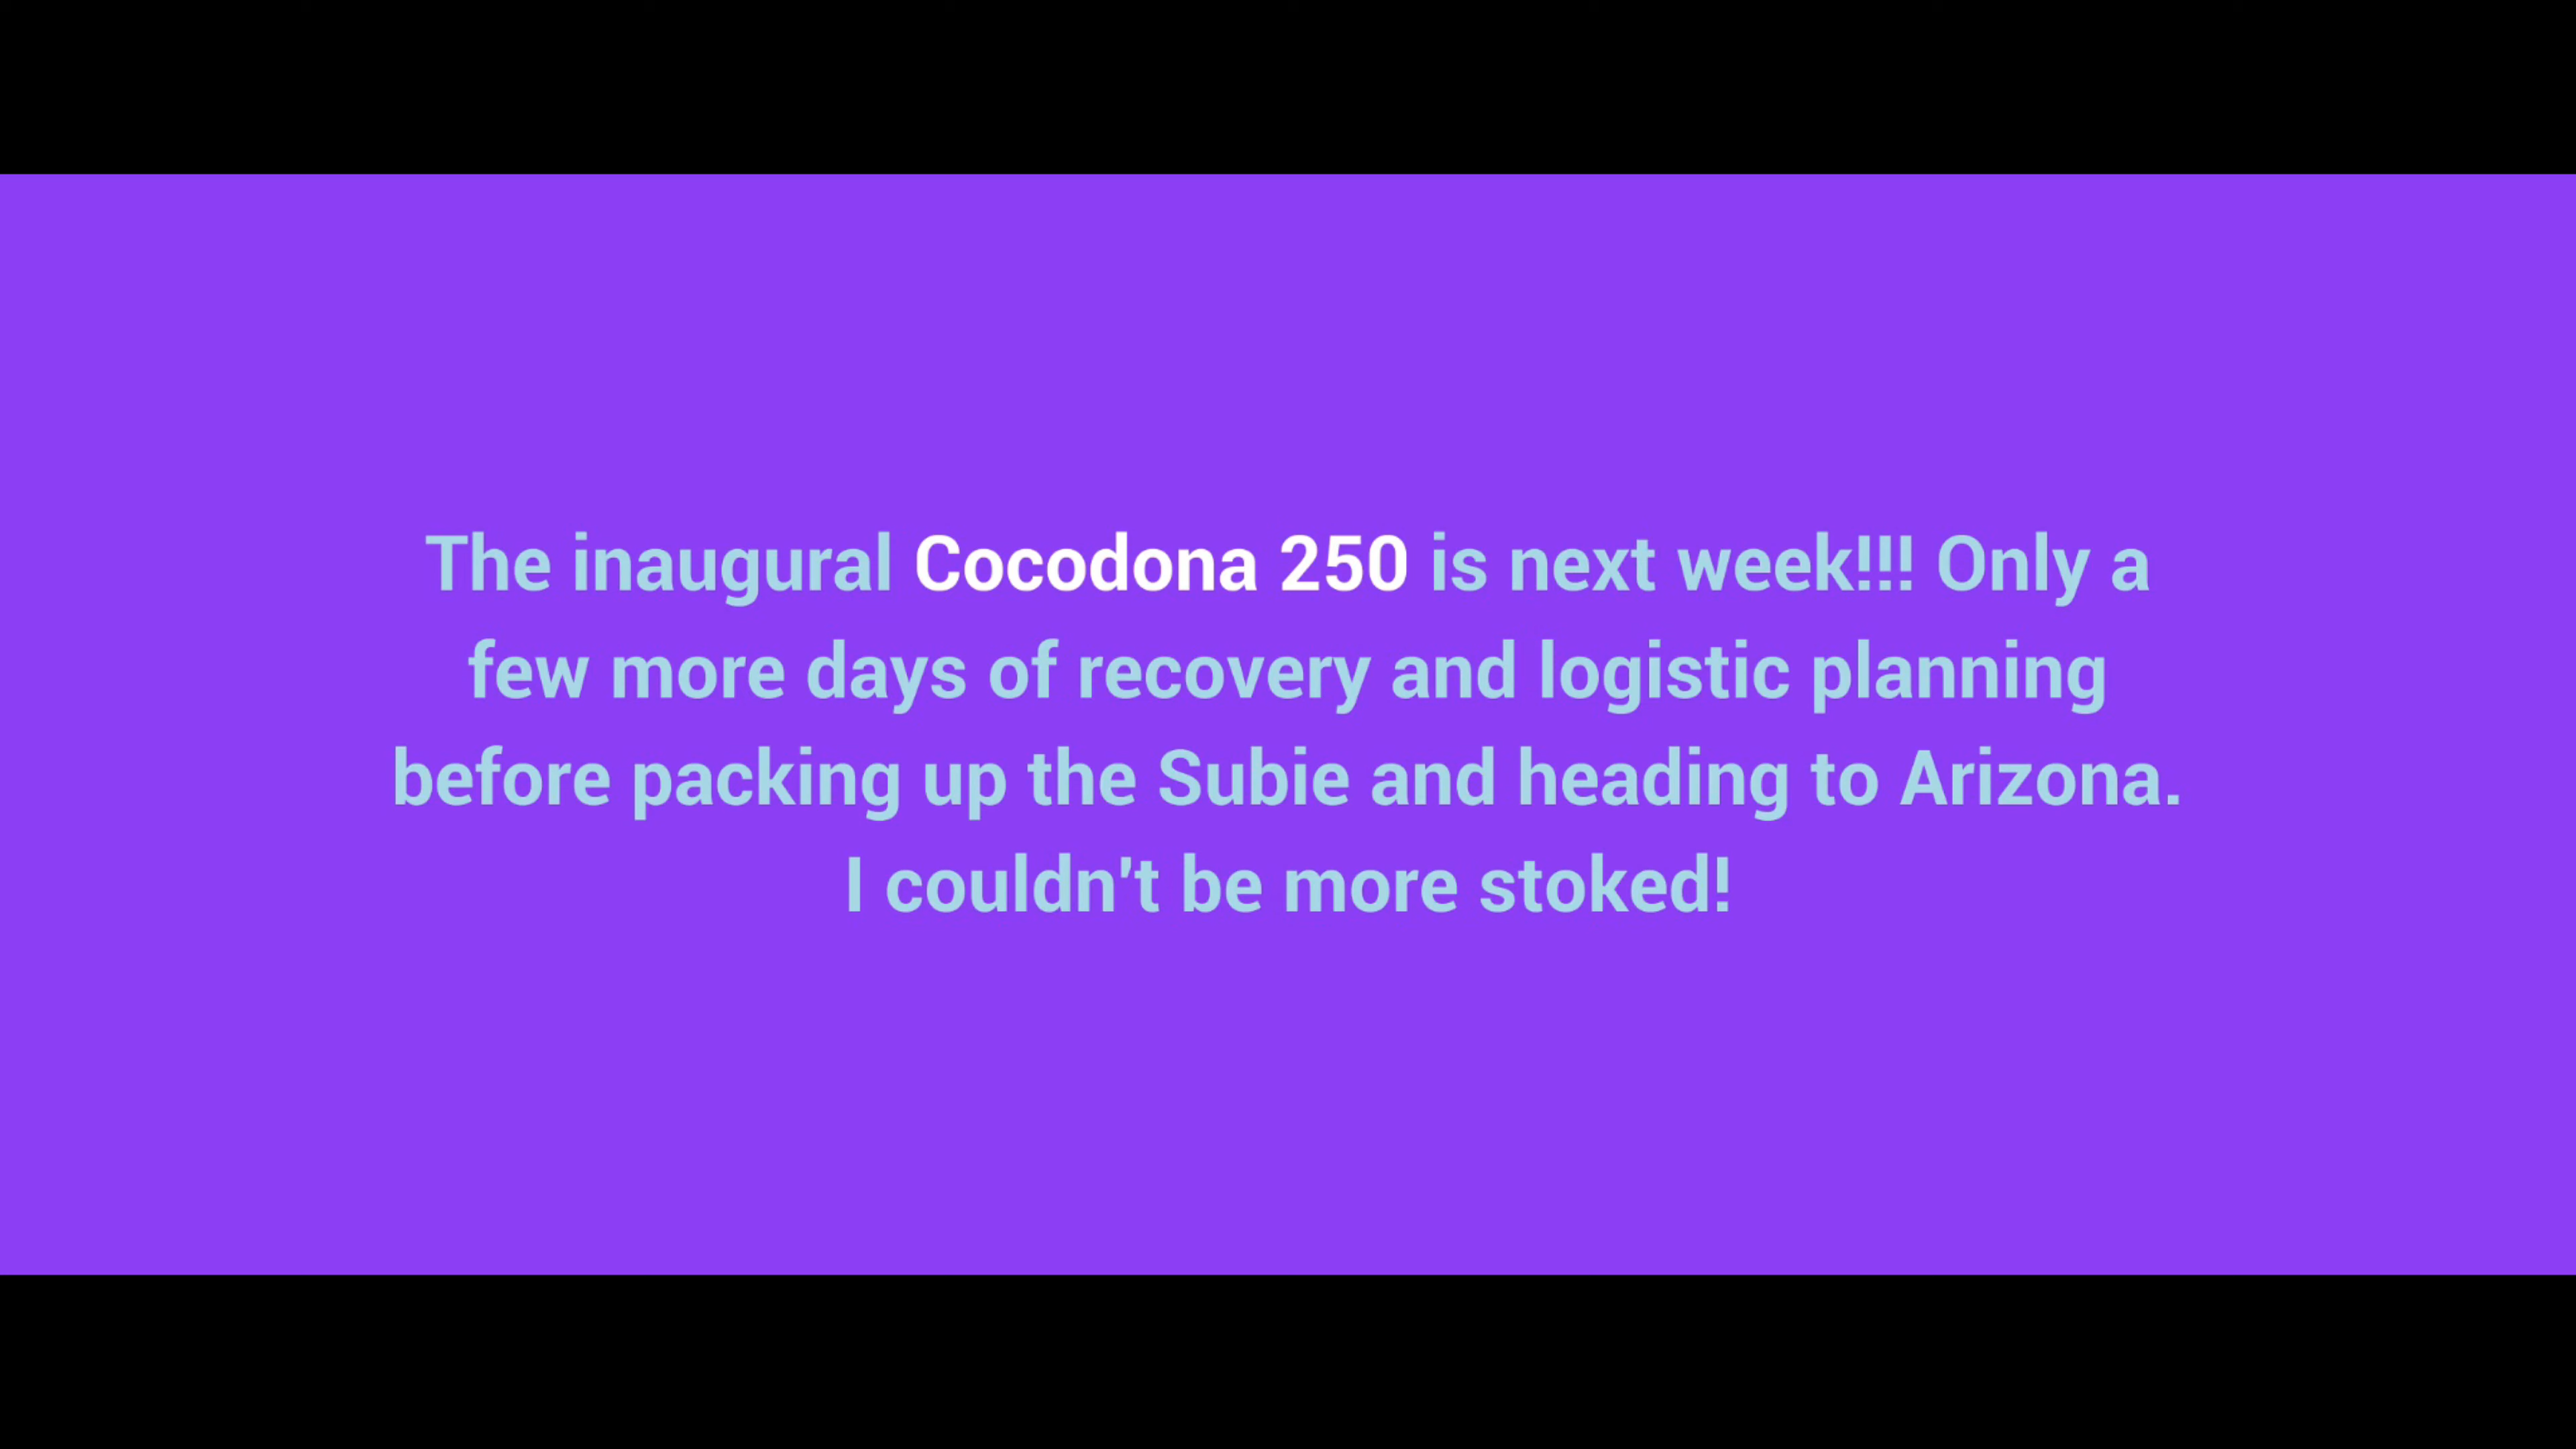 The inaugural Cocodona 250 is next week!!! Only a
few more days of recovery and logistic planning
before packing up the Subie and heading to Arizona.
I couldn't be more stoked!